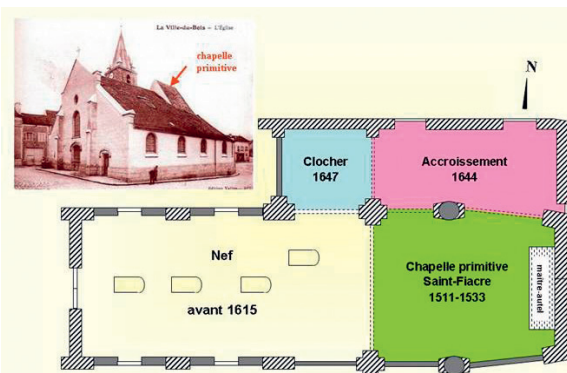 La Ville-du-Bois – L'Eglise
chapelle
primitive
N
Clocher
1647
Accroissement
1644
Nef
avant 1615
Chapelle primitive
Saint-Fiacre
1511-1533
maître-autel